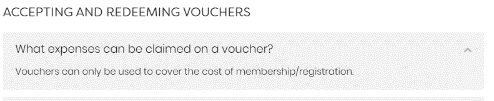 ACCEPTING AND REDEEMING VOUCHERS
What expenses can be claimed on a voucher?
Vouchers can only be used to cover the cost of membership/registration.